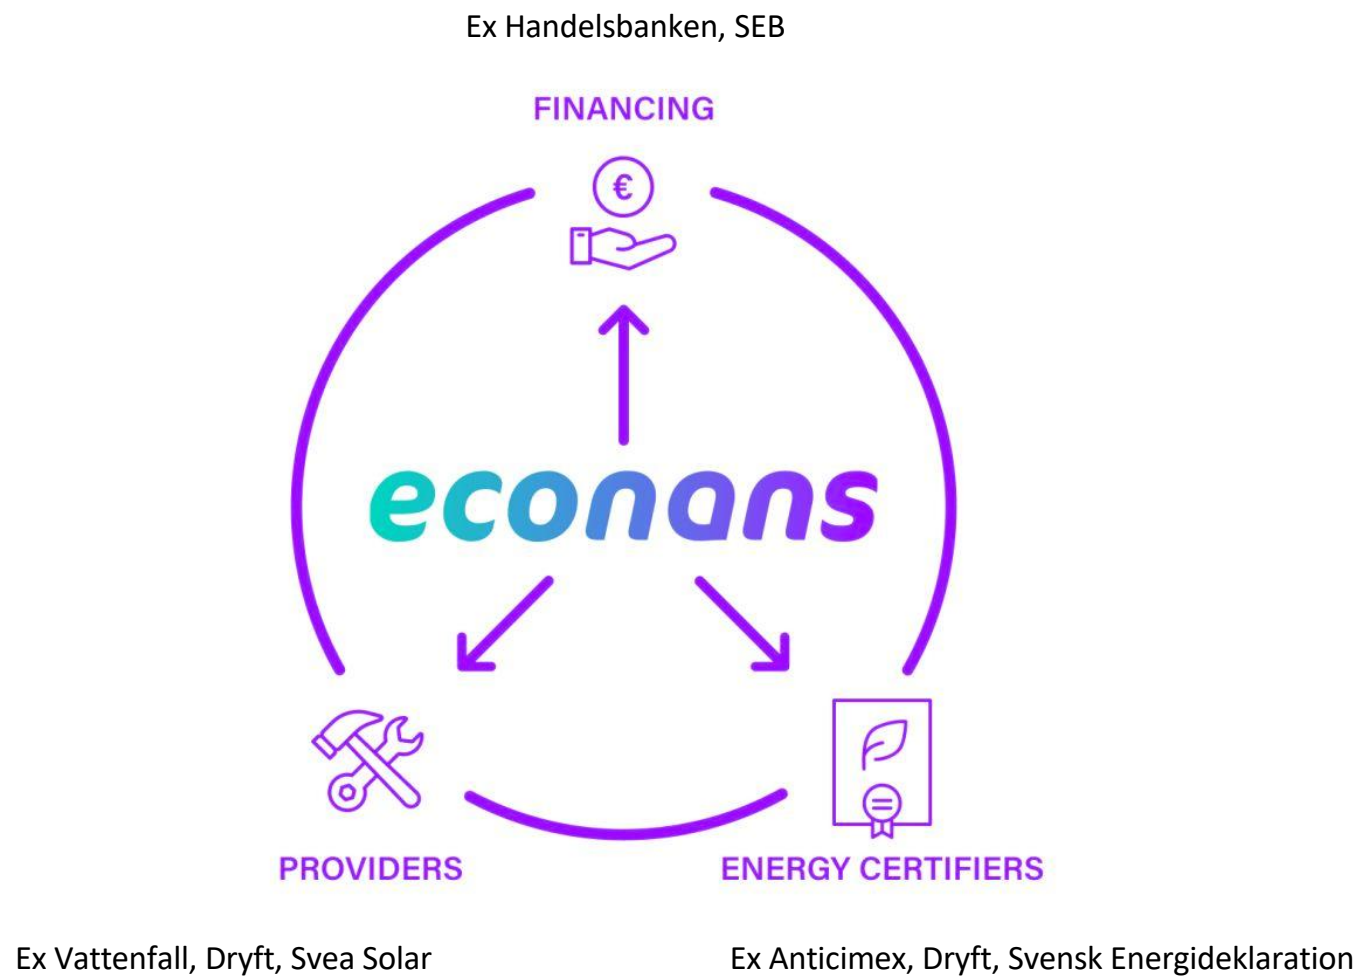 Ex Handelsbanken, SEB
FINANCING
€
econans
PROVIDERS
ENERGY CERTIFIERS
Ex Vattenfall, Dryft, Svea Solar
Ex Anticimex, Dryft, Svensk Energideklaration